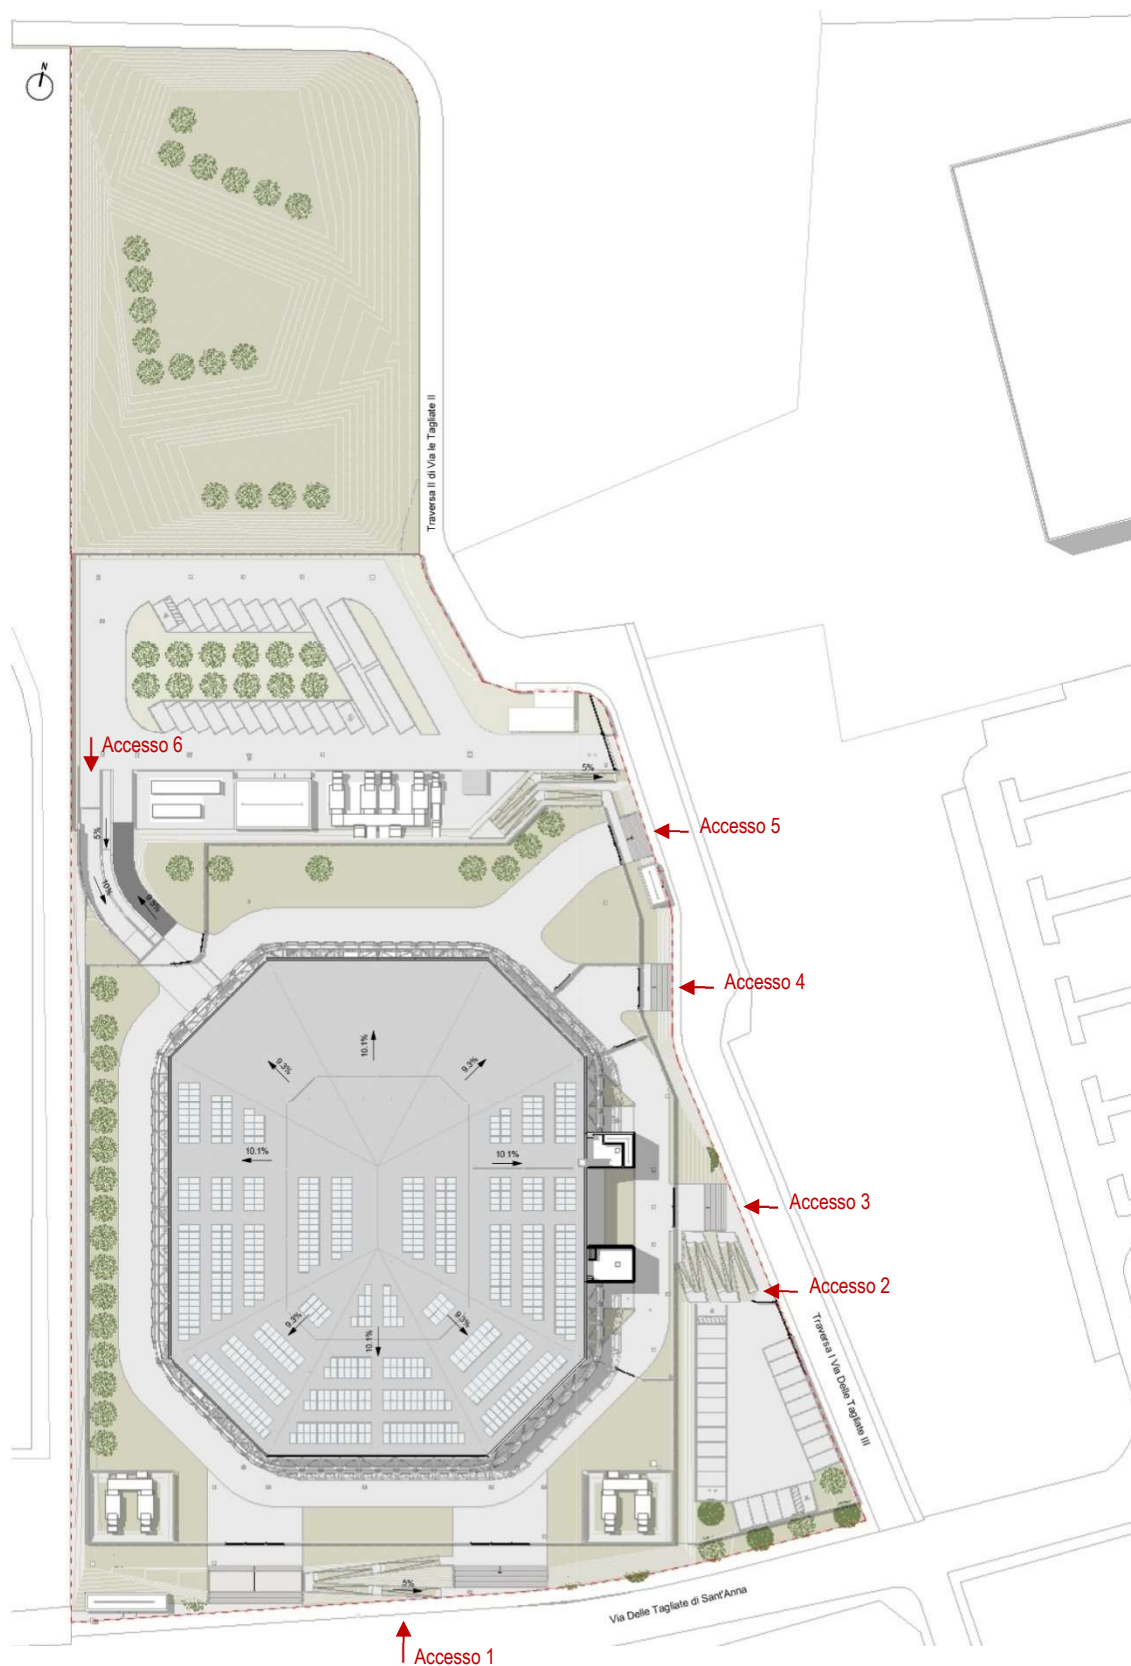 N
Traversa II di Via le Tagliate II
Accesso 6
5%
Accesso 5
5%
10%
9.5%
Accesso 4
10.1%
9.3%
9.3%
10.1%
10.1%
Accesso 3
Accesso 2
9.3%
9.3%
10.1%
Traversa I Via Delle Tagliate III
5%
Via Delle Tagliate di Sant'Anna
Accesso 1